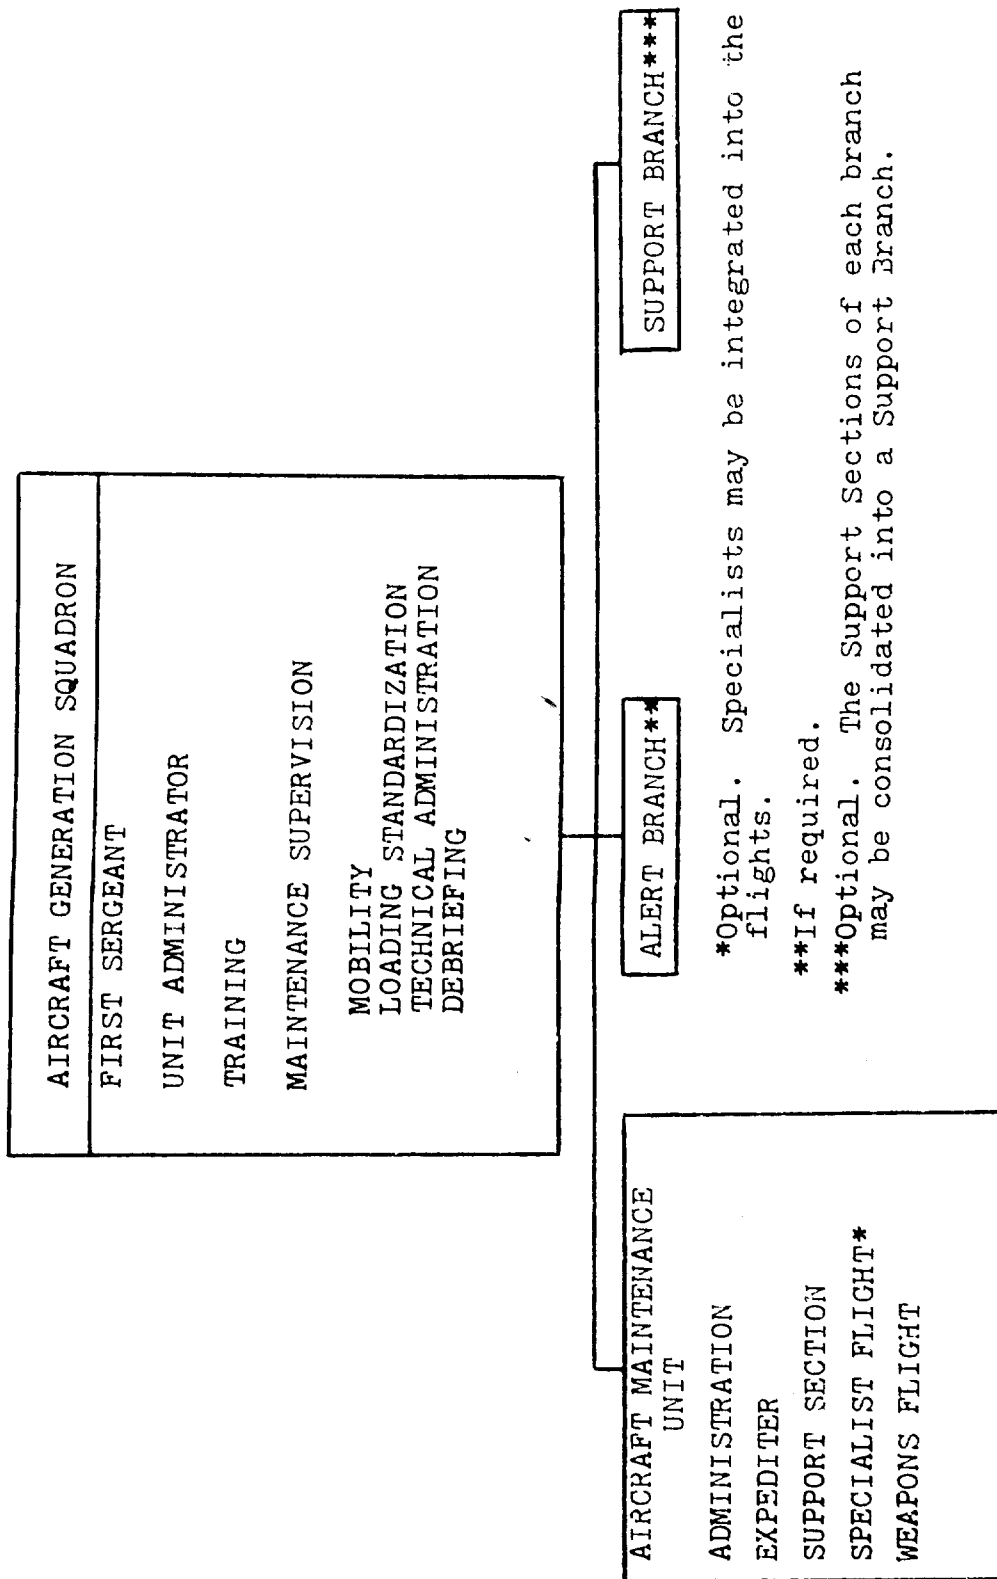 AIRCRAFT GENERATION SQUADRON
FIRST SERGEANT
UNIT ADMINISTRATOR
TRAINING
MAINTENANCE SUPERVISION
MOBILITY
LOADING STANDARDIZATION
TECHNICAL ADMINISTRATION
DEBRIEFING
AIRCRAFT MAINTENANCE
UNIT
ADMINISTRATION
EXPEDITER
SUPPORT SECTION
SPECIALIST FLIGHT*
WEAPONS FLIGHT
ALERT BRANCH**
SUPPORT BRANCH***
*Optional. Specialists may be integrated into the
flights.
**If required.
***Optional. The Support Sections of each branch
may be consolidated into a Support Branch.